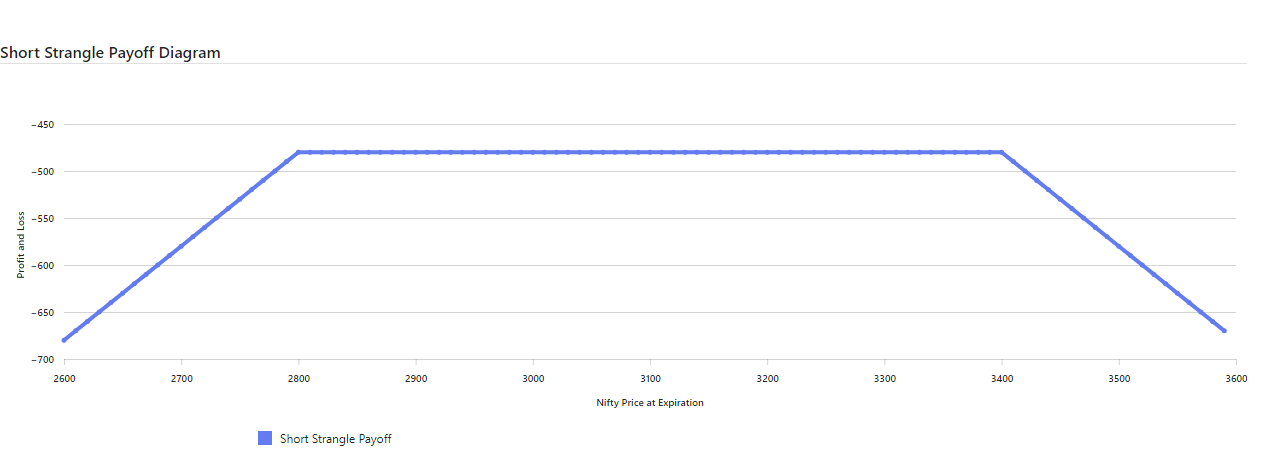 Short Strangle Payoff Diagram
−450
−500
−550
−600
−650
−700
Profit and Loss
2600 2700 2800 2900 3000 3100 3200 3300 3400 3500 3600
Nifty Price at Expiration
Short Strangle Payoff